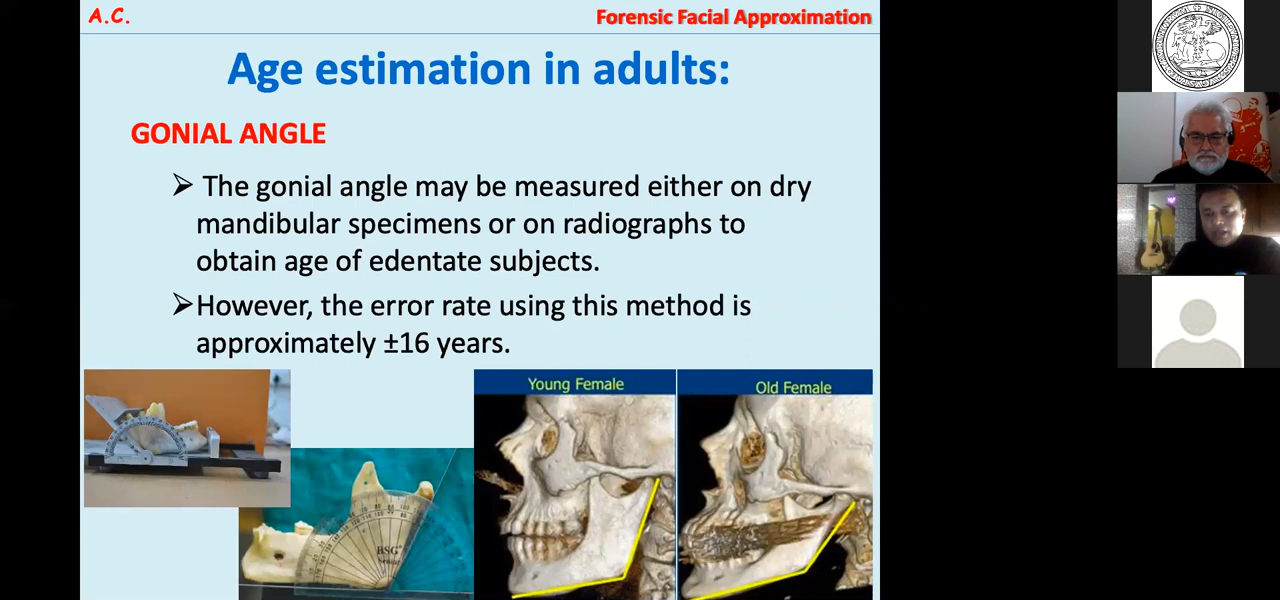 A.C.
Forensic Facial Approximation
Age estimation in adults:
GONIAL ANGLE
➢ The gonial angle may be measured either on dry
mandibular specimens or on radiographs to
obtain age of edentate subjects.
➢However, the error rate using this method is
approximately ±16 years.
Young Female
Old Female
BSG